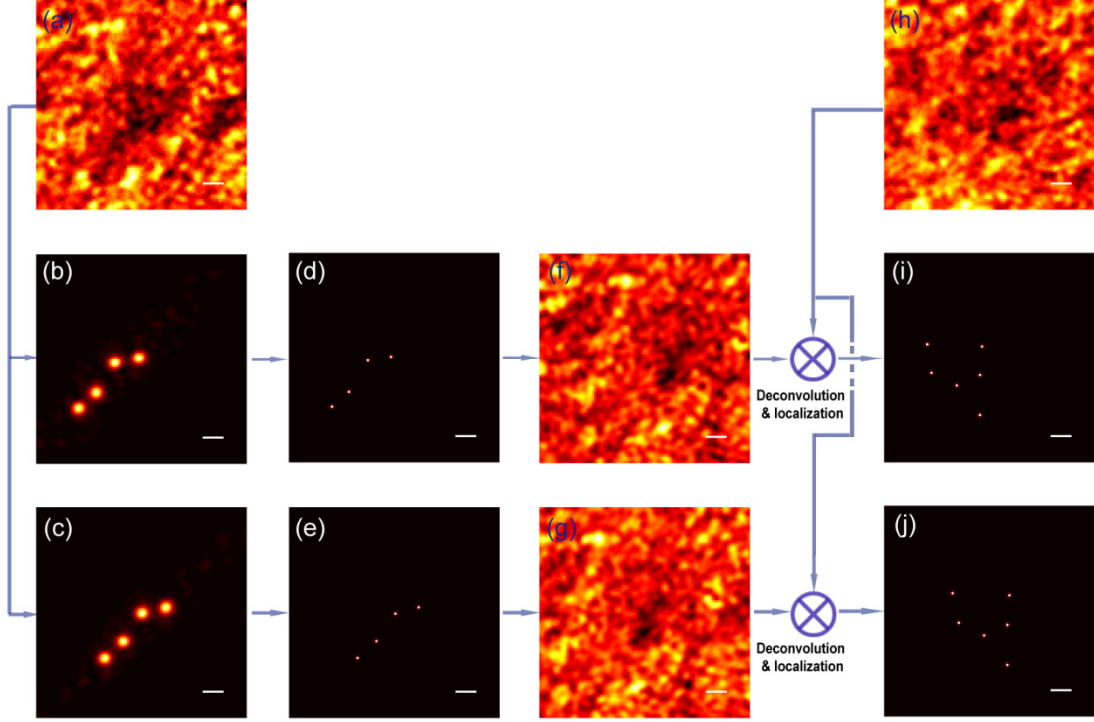 (a)
(h)
(b)
(d)
(f)
(i)
Deconvolution
& localization
(c)
(e)
(g)
(j)
Deconvolution
& localization